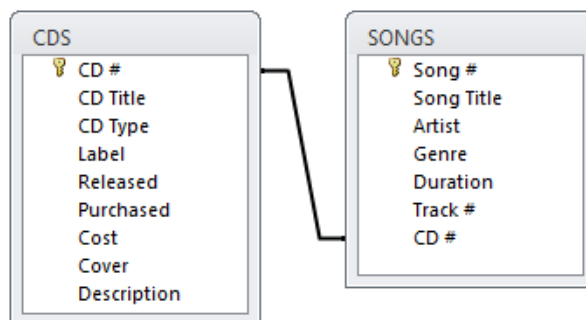 CDS
CD #
CD Title
CD Type
Label
Released
Purchased
Cost
Cover
Description
SONGS
Song #
Song Title
Artist
Genre
Duration
Track #
CD #